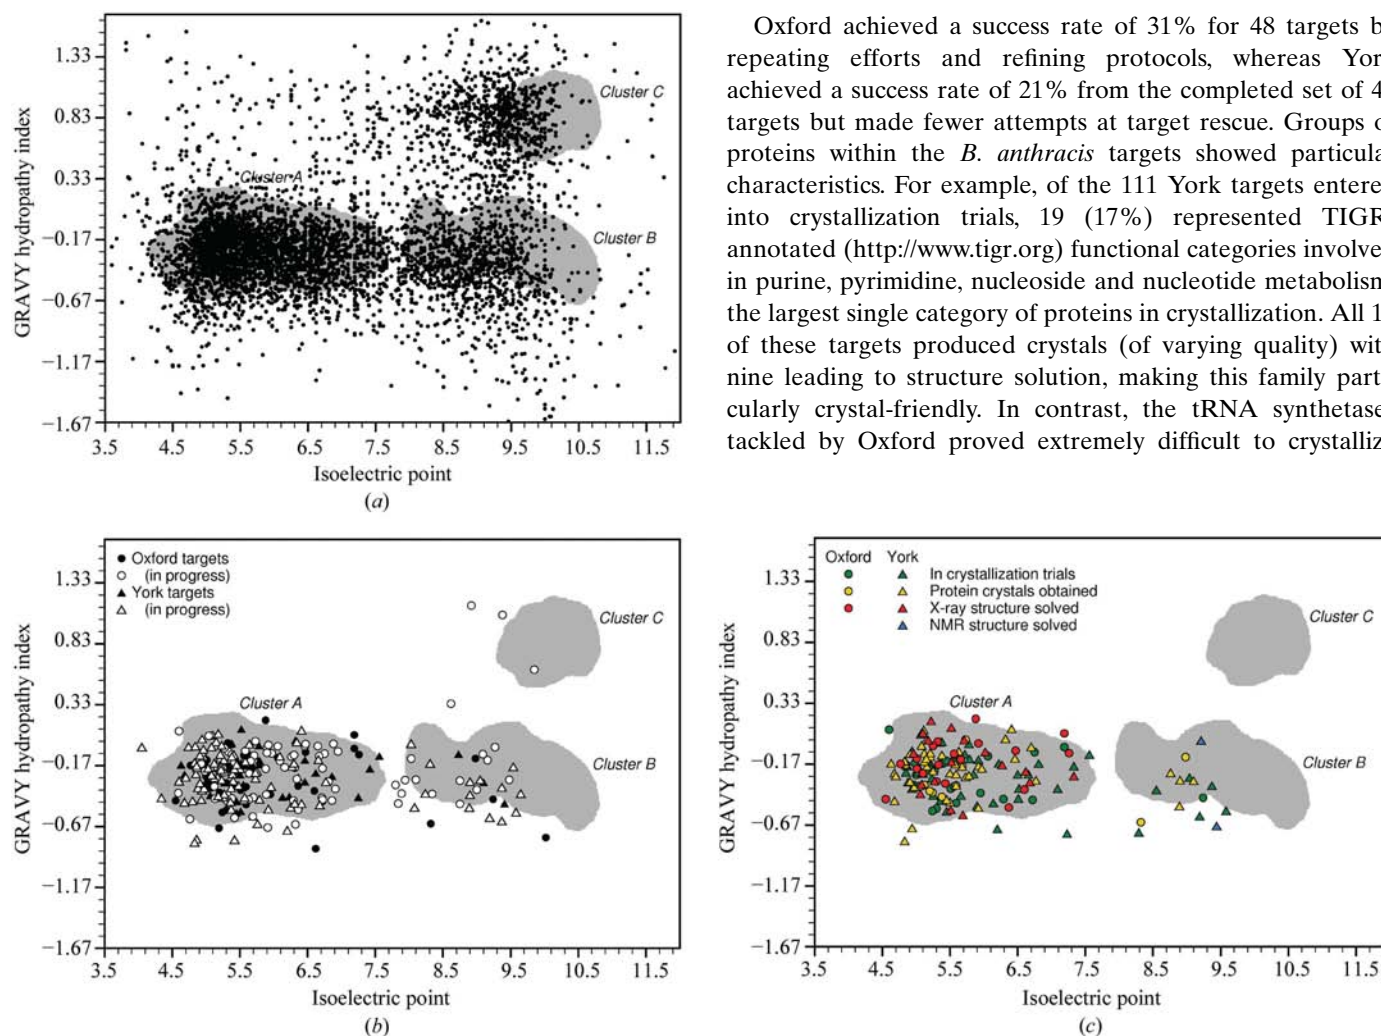 1.33
0.83
0.33
−0.17
−0.67
−1.17
−1.67
GRAVY hydropathy index
Cluster A
Cluster B
Cluster C
3.5 4.5 5.5 6.5 7.5 8.5 9.5 10.5 11.5
Isoelectric point
(a)
Oxford achieved a success rate of 31% for 48 targets b
repeating efforts and refining protocols, whereas Yor
achieved a success rate of 21% from the completed set of 4
targets but made fewer attempts at target rescue. Groups o
proteins within the B. anthracis targets showed particula
characteristics. For example, of the 111 York targets entere
into crystallization trials, 19 (17%) represented TIGR
annotated (http://www.tigr.org) functional categories involve
in purine, pyrimidine, nucleoside and nucleotide metabolism
the largest single category of proteins in crystallization. All 1
of these targets produced crystals (of varying quality) wit
nine leading to structure solution, making this family part
cularly crystal-friendly. In contrast, the tRNA synthetase
tackled by Oxford proved extremely difficult to crystalliz
Oxford targets
(in progress)
York targets
(in progress)
1.33
0.83
0.33
−0.17
−0.67
−1.17
−1.67
GRAVY hydropathy index
Cluster A
Cluster B
Cluster C
3.5 4.5 5.5 6.5 7.5 8.5 9.5 10.5 11.5
Isoelectric point
(b)
Oxford York
In crystallization trials
Protein crystals obtained
X-ray structure solved
NMR structure solved
1.33
0.83
0.33
−0.17
−0.67
−1.17
−1.67
GRAVY hydropathy index
Cluster A
Cluster B
Cluster C
3.5 4.5 5.5 6.5 7.5 8.5 9.5 10.5 11.5
Isoelectric point
(c)